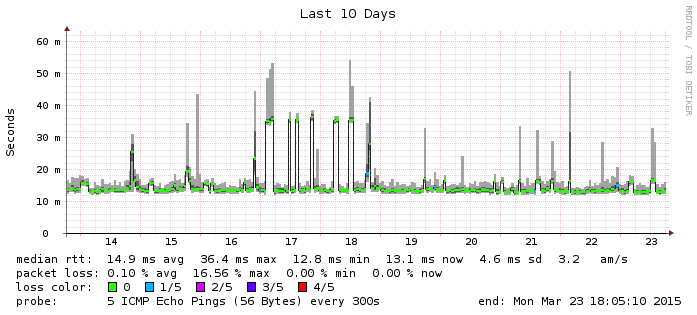 Last 10 Days
RRDTOOL / TOBI OETIKER
Seconds
60 m
50 m
40 m
30 m
20 m
10 m
0
14 15 16 17 18 19 20 21 22 23
median rtt: 14.9 ms avg 36.4 ms max 12.8 ms min 13.1 ms now 4.6 ms sd 3.2 am/s
packet loss: 0.10 % avg 16.56 % max 0.00 % min 0.00 % now
loss color: 0 1/5 2/5 3/5 4/5
probe: 5 ICMP Echo Pings (56 Bytes) every 300s end: Mon Mar 23 18:05:10 2015